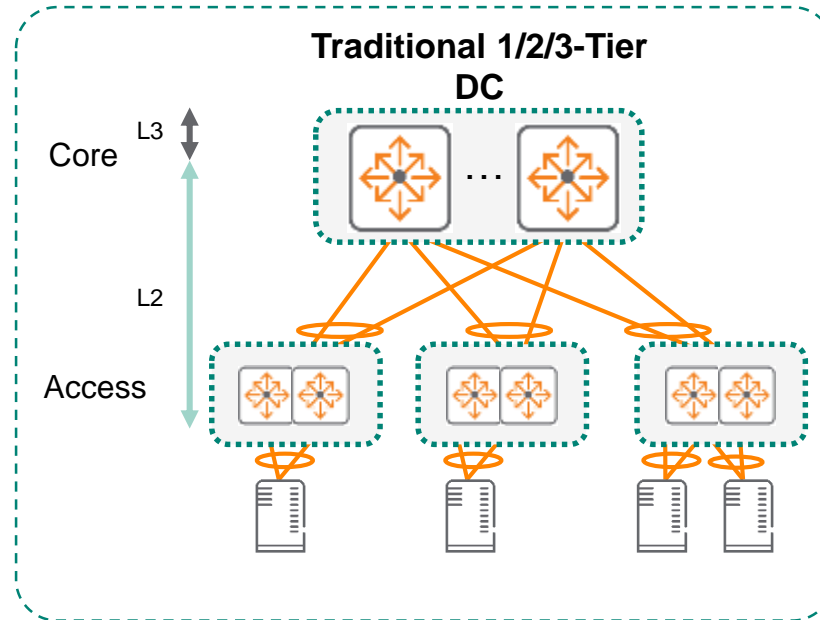 Traditional 1/2/3-Tier
DC
L3
Core
...
L2
Access